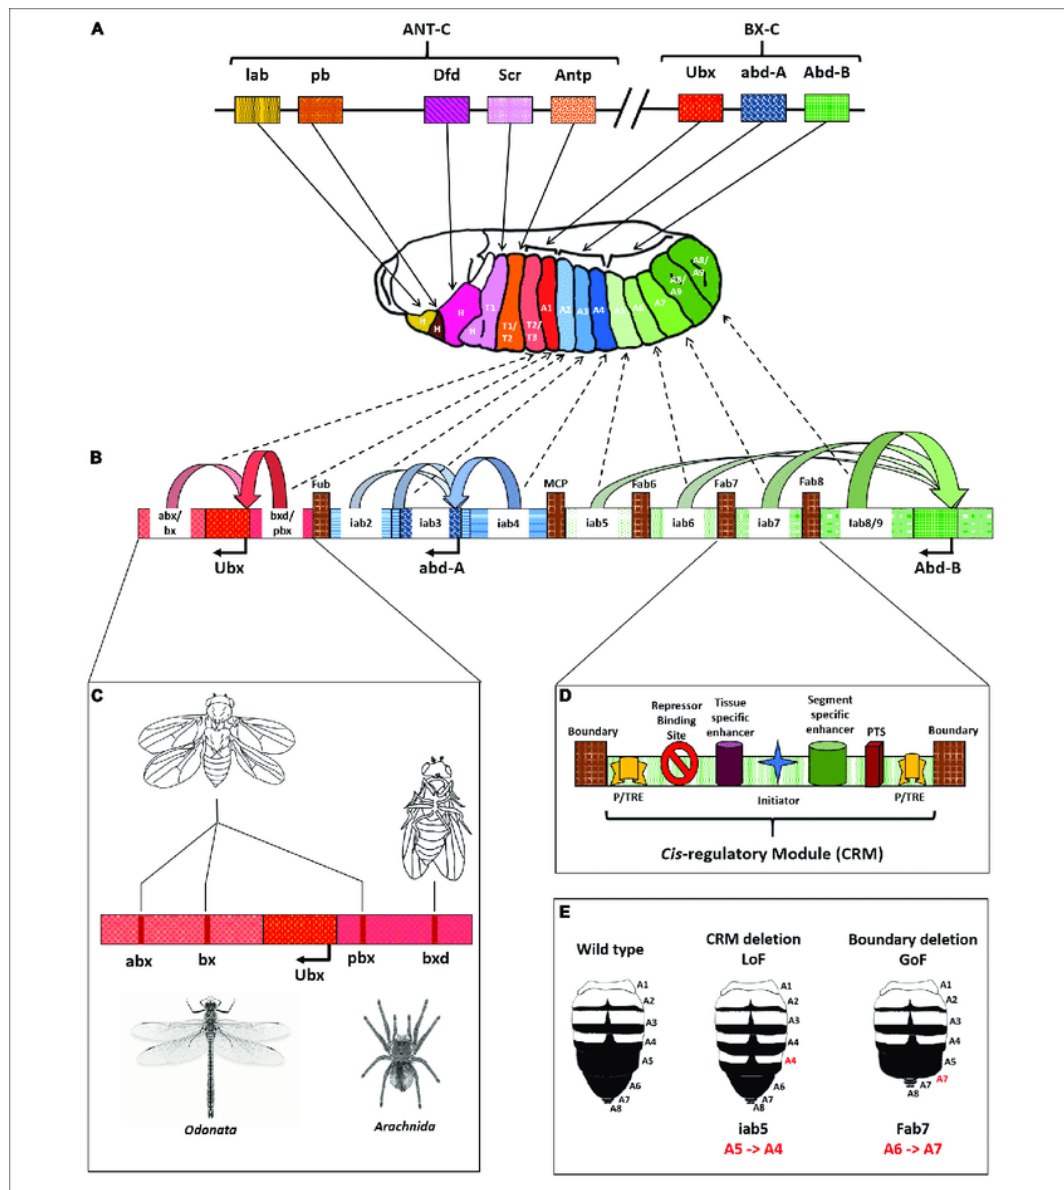 A
ANT-C
BX-C
lab
pb
Dfd
Scr
Antp
Ubx
abd-A
Abd-B
H
H
H
H
T1
T1/
T2
T2/
T3
A1
A2
A3
A4
A5
A6
A7
A8/
A9
A8/
A9
B
Fub
MCP
Fab6
Fab7
Fab8
abx/
bx
bxd/
pbx
iab2
iab3
iab4
iab5
iab6
iab7
Iab8/9
Ubx
abd-A
Abd-B
C
abx
bx
Ubx
pbx
bxd
Odonata
Arachnida
D
Boundary
Repressor
Binding
Site
Tissue
specific
enhancer
Segment
specific
enhancer
PTS
Boundary
P/TRE
Initiator
P/TRE
Cis-regulatory Module (CRM)
E
Wild type
CRM deletion
LoF
Boundary deletion
GoF
A1
A2
A3
A4
A5
A6
A7
A8
A1
A2
A3
A4
A4
A6
A7
A8
A1
A2
A3
A4
A5
A7
A7
A8
iab5
A5 -> A4
Fab7
A6 -> A7